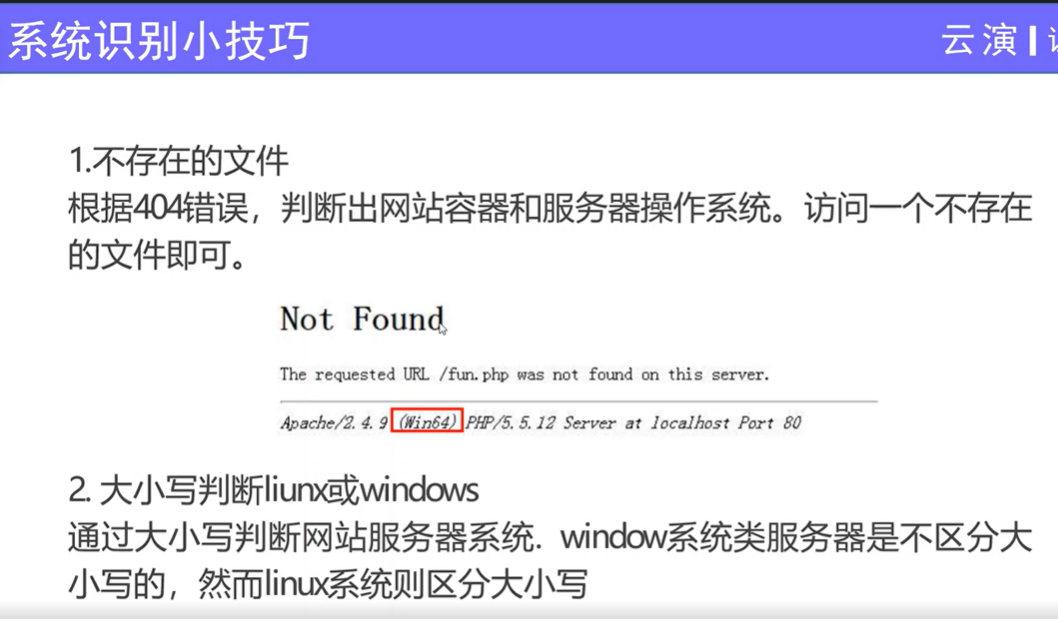 系统识别小技巧
云演
1.不存在的文件
根据404错误，判断出网站容器和服务器操作系统。访问一个不存在
的文件即可。
Not Found
The requested URL /fun.php was not found on this server.
Apache/2.4.9 (Win64) PHP/5.5.12 Server at localhost Port 80
2. 大小写判断liunx或windows
通过大小写判断网站服务器系统. window系统类服务器是不区分大
小写的，然而linux系统则区分大小写